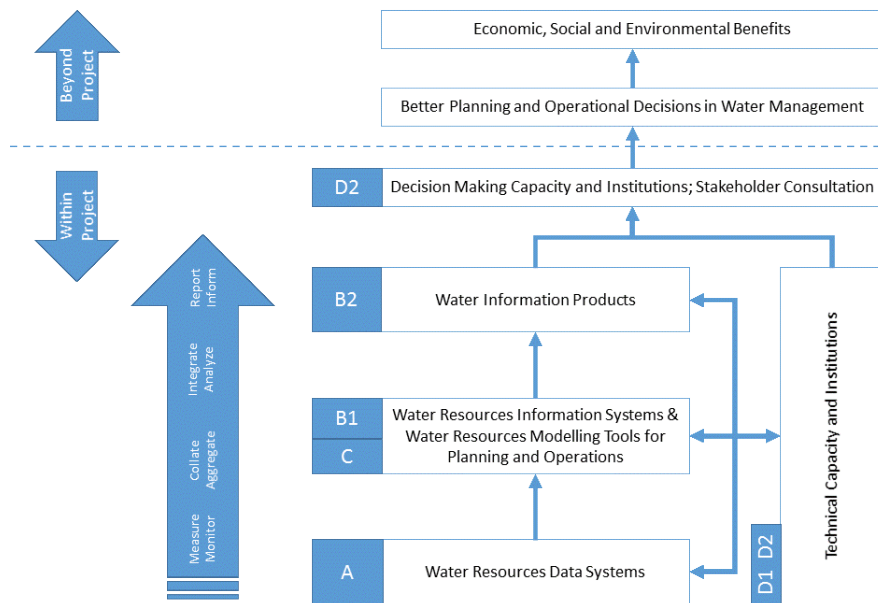 Economic, Social and Environmental Benefits
Beyond
Project
Better Planning and Operational Decisions in Water Management
D2
Decision Making Capacity and Institutions; Stakeholder Consultation
Within
Project
Report
Inform
B2
Water Information Products
Integrate
Analyze
B1
C
Water Resources Information Systems &
Water Resources Modelling Tools for
Planning and Operations
Collate
Aggregate
Measure
Monitor
A
Water Resources Data Systems
Technical Capacity and Institutions
D1 D2